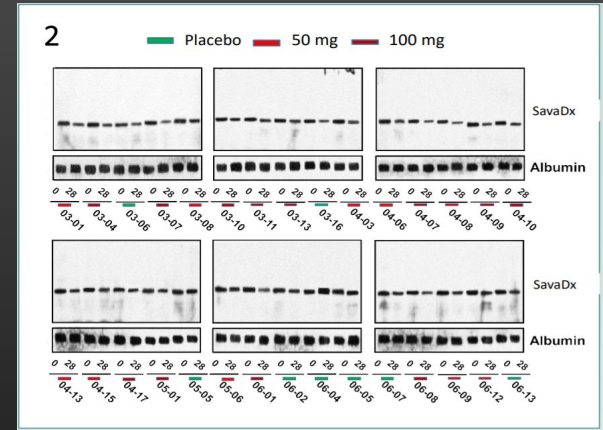 2
Placebo 50 mg 100 mg
SavaDx
Albumin
0 28 0 28 0 28 0 28 0 28 0 28 0 28 0 28 0 28 0 28 0 28 0 28 0 28 0 28 0 28
03-01 03-04 03-06 03-07 03-08 03-10 03-11 03-13 03-16 04-03 04-06 04-07 04-08 04-09 04-10
SavaDx
Albumin
0 28 0 28 0 28 0 28 0 28 0 28 0 28 0 28 0 28 0 28 0 28 0 28 0 28 0 28 0 28
04-13 04-15 04-17 05-01 05-05 05-06 06-01 06-02 06-04 06-05 06-07 06-08 06-09 06-12 06-13